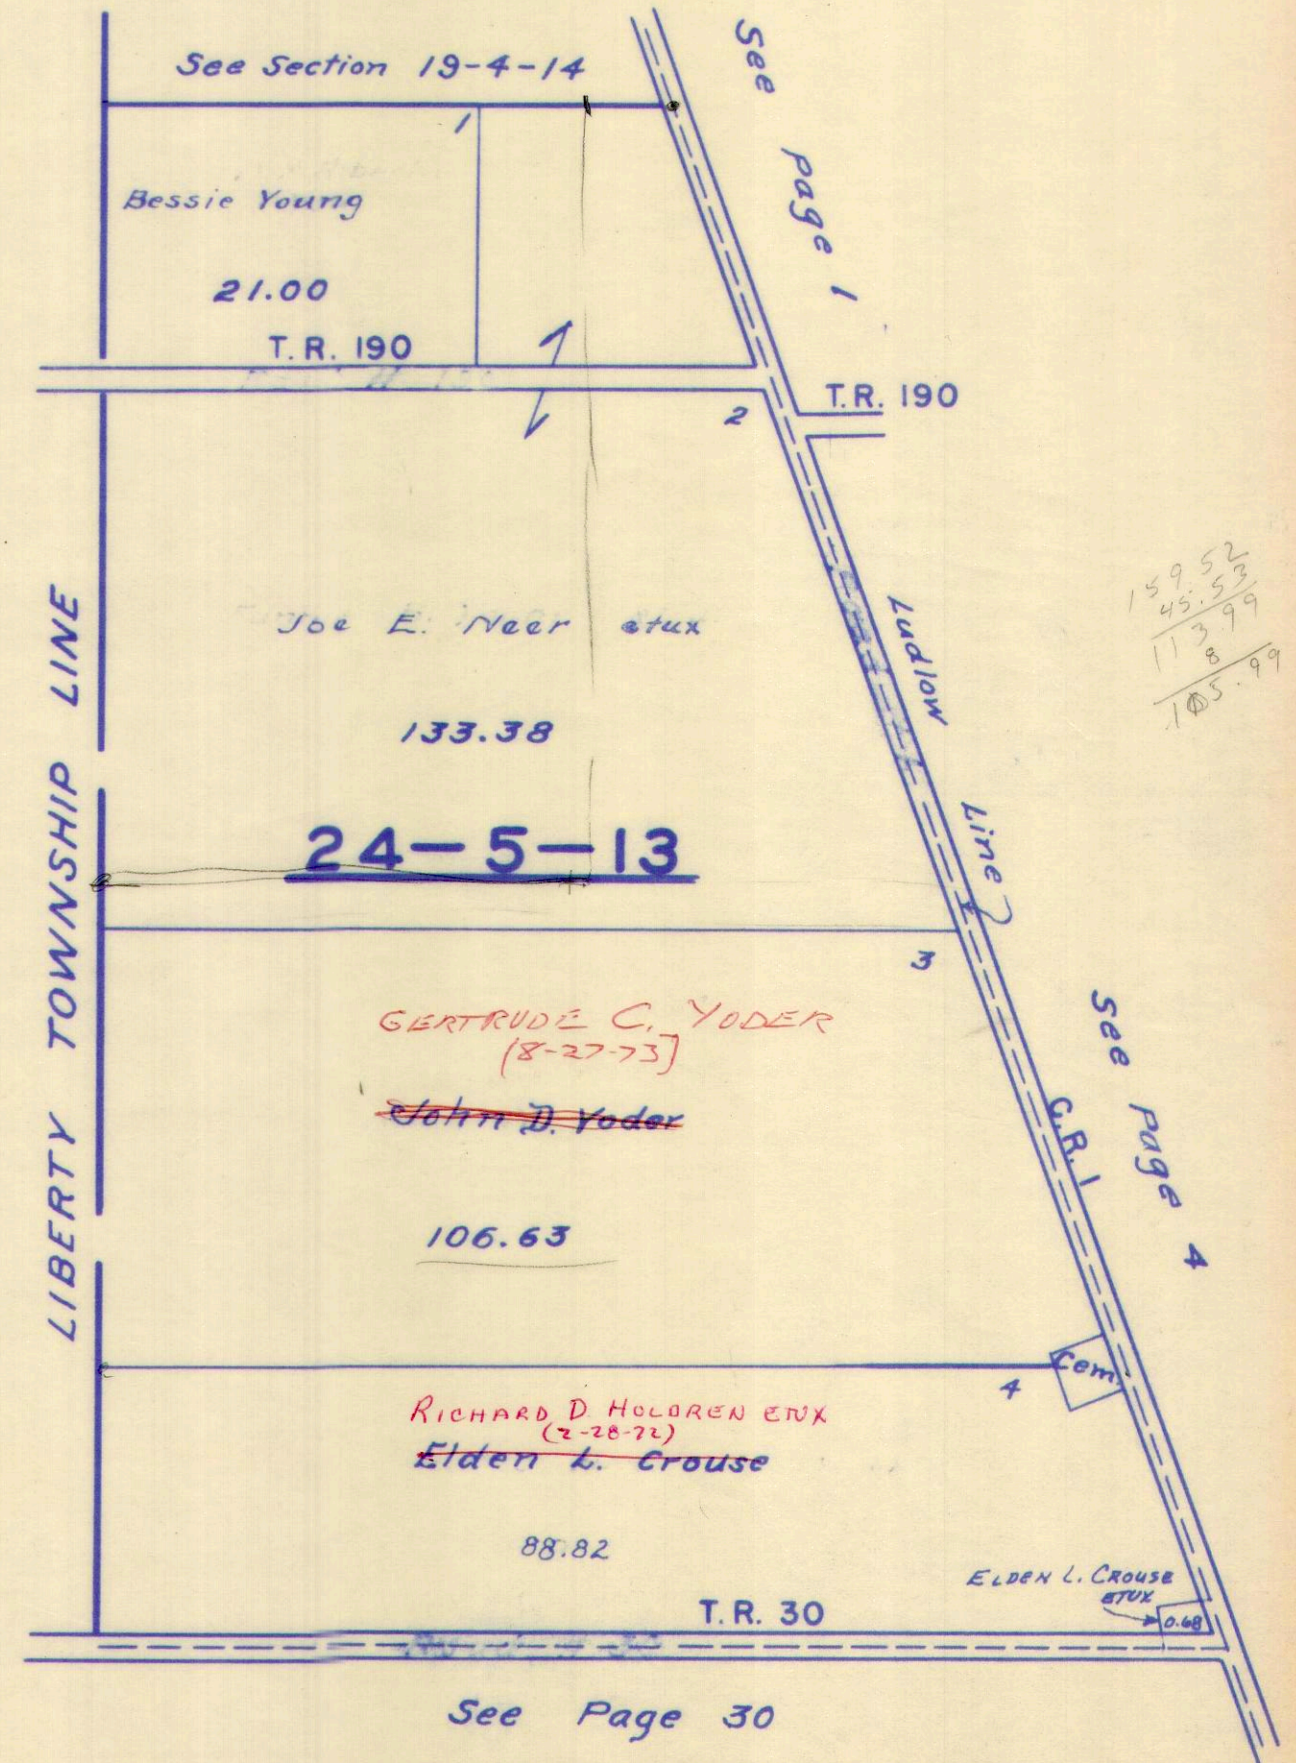 See Section 19-4-14
See Page 1
1
Bessie Young
21.00
T.R. 190
T.R. 190
2
159.52
45.53
113.99
8
105.99
Joe E. Neer etux
133.38
Ludlow Line
24-5-13
LIBERTY TOWNSHIP LINE
3
GERTRUDE C. YODER
(8-27-73)
John D. Yoder
106.63
See Page 4
C.R. 1
Cem.
4
RICHARD D. HOLDREN ETUX
(2-28-72)
Elden L. Crouse
88.82
ELDEN L. CROUSE
ETUX
0.68
T.R. 30
See Page 30